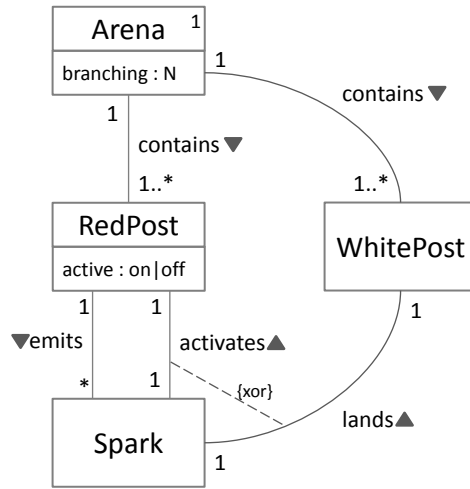 Arena 1
branching : N
1
1
contains
contains
1..*
1..*
RedPost
active : on|off
WhitePost
1
1
1
emits
activates
*
1
{xor}
lands
Spark
1